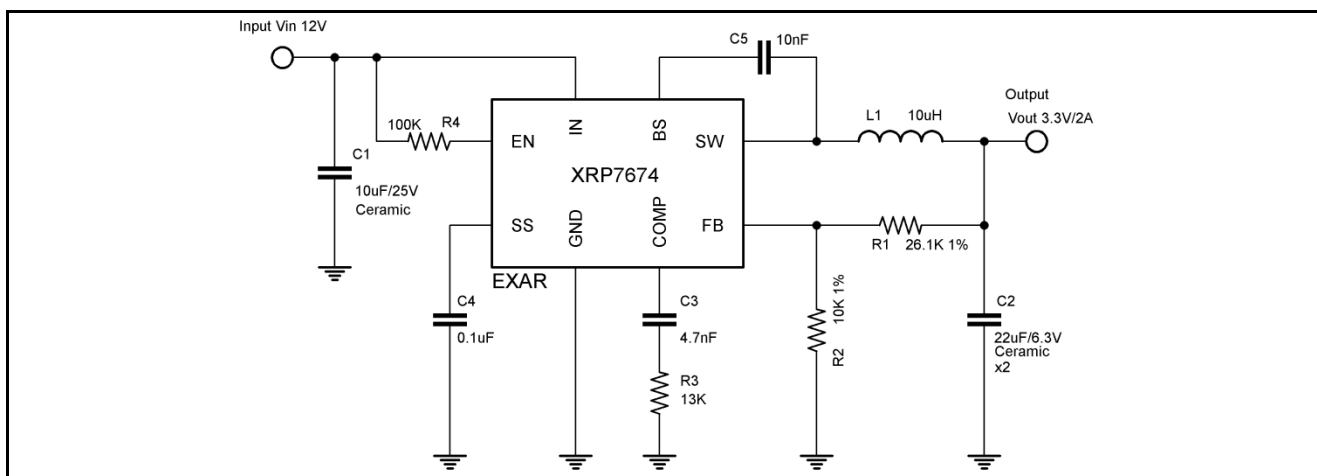 Input Vin 12V
C5
10nF
Output
Vout 3.3V/2A
L1
10uH
100K
R4
EN
IN
BS
SW
C1
10uF/25V
Ceramic
XRP7674
SS
GND
COMP
FB
R1
26.1K 1%
EXAR
C4
0.1uF
C3
4.7nF
10K 1%
R2
C2
22uF/6.3V
Ceramic
x2
R3
13K